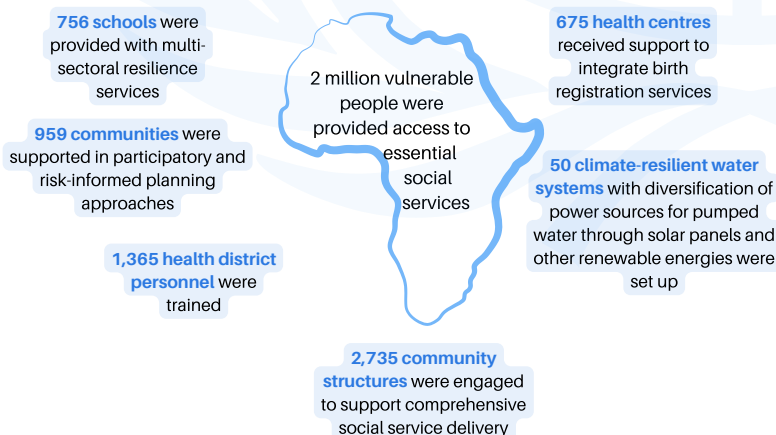 756 schools were
provided with multi-
sectoral resilience
services
959 communities were
supported in participatory and
risk-informed planning
approaches
1,365 health district
personnel were
trained
2 million vulnerable
people were
provided access to
essential
social
services
675 health centres
received support to
integrate birth
registration services
50 climate-resilient water
systems with diversification of
power sources for pumped
water through solar panels and
other renewable energies were
set up
2,735 community
structures were engaged
to support comprehensive
social service delivery